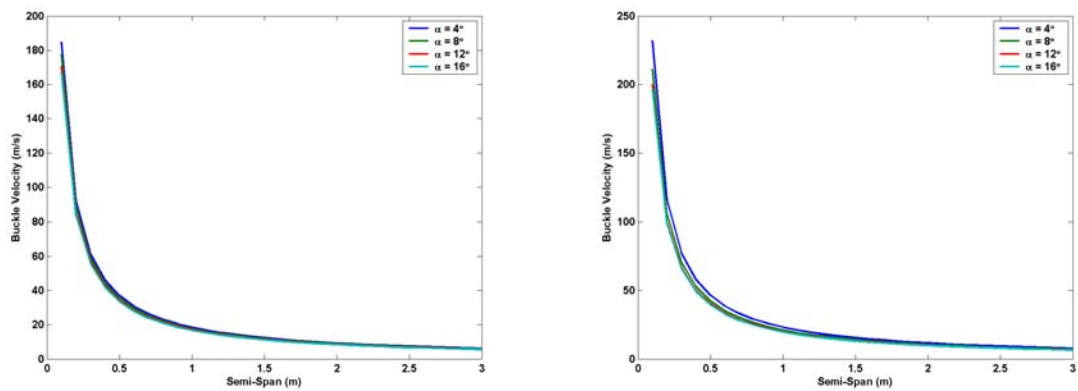 200
180
160
140
120
100
80
60
40
20
0
Buckle Velocity (m/s)
α = 4°
α = 8°
α = 12°
α = 16°
0 0.5 1 1.5 2 2.5 3
Semi-Span (m)
250
200
150
100
50
0
Buckle Velocity (m/s)
α = 4°
α = 8°
α = 12°
α = 16°
0 0.5 1 1.5 2 2.5 3
Semi-Span (m)